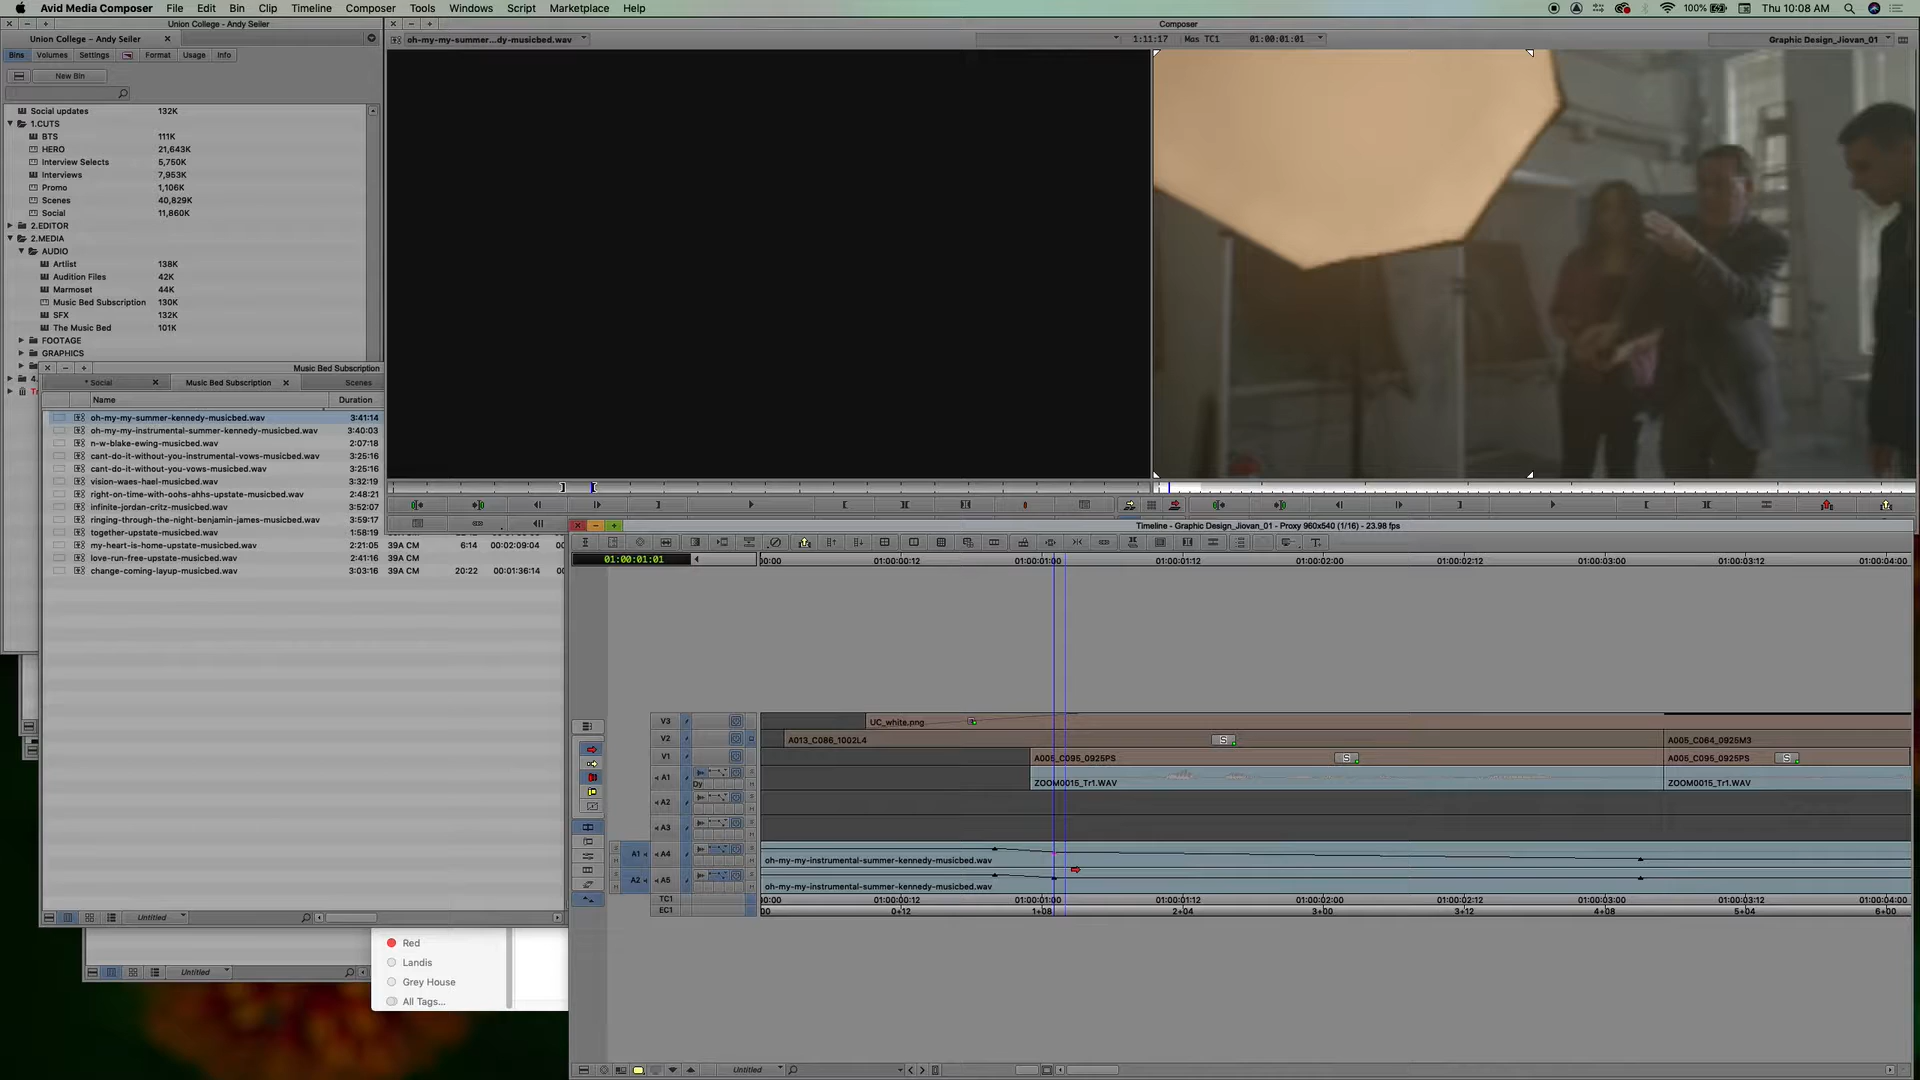 Avid Media Composer File Edit Bin Clip Timeline Composer Tools Windows Script Marketplace Help
100% Thu 10:08 AM
Union College - Andy Seiler
Union College - Andy Seiler
Bins Volumes Settings Format Usage Info
New Bin
Social updates 132K
1.CUTS
BTS 111K
HERO 21,643K
Interview Selects 5,750K
Interviews 7,953K
Promo 1,106K
Scenes 40,829K
Social 11,860K
2.EDITOR
2.MEDIA
AUDIO
Artlist 138K
Audition Files 42K
Marmoset 44K
Music Bed Subscription 130K
SFX 132K
The Music Bed 101K
FOOTAGE
GRAPHICS
Music Bed Subscription
* Social Music Bed Subscription Scenes
Name Duration
oh-my-my-summer-kennedy-musicbed.wav 3:41:14
oh-my-my-instrumental-summer-kennedy-musicbed.wav 3:40:03
n-w-blake-ewing-musicbed.wav 2:07:18
cant-do-it-without-you-instrumental-vows-musicbed.wav 3:25:16
cant-do-it-without-you-vows-musicbed.wav 3:25:16
vision-waes-hael-musicbed.wav 3:32:19
right-on-time-with-oohs-ahhs-upstate-musicbed.wav 2:48:21
infinite-jordan-critz-musicbed.wav 3:52:07
ringing-through-the-night-benjamin-james-musicbed.wav 3:59:17
together-upstate-musicbed.wav 1:58:19
my-heart-is-home-upstate-musicbed.wav 2:21:05 39A CM 6:14 00:02:09:04
love-run-free-upstate-musicbed.wav 2:41:16
change-coming-layup-musicbed.wav 3:03:16 39A CM 20:22 00:01:36:14
Untitled
Untitled
Red
Landis
Grey House
All Tags...
Composer
oh-my-my-summer...dy-musicbed.wav 1:11:17 Mas TC1 01:00:01:01 Graphic Design_Jiovan_01
Timeline - Graphic Design_Jiovan_01 - Proxy 960x540 (1/16) - 23.98 fps
01:00:01:01 00:00 01:00:00:12 01:00:01:00 01:00:01:12 01:00:02:00 01:00:02:12 01:00:03:00 01:00:03:12 01:00:04:00
V3 UC_white.png
V2 A013_C086_1002L4 S A005_C064_0925M3
V1 A005_C095_0925PS S A005_C095_0925PS S
A1 Dy ZOOM0015_Tr1.WAV ZOOM0015_Tr1.WAV
A2
A3
A1 A4 oh-my-my-instrumental-summer-kennedy-musicbed.wav
A2 A5 oh-my-my-instrumental-summer-kennedy-musicbed.wav
TC1 00:00 01:00:00:12 01:00:01:00 01:00:01:12 01:00:02:00 01:00:02:12 01:00:03:00 01:00:03:12 01:00:04:00
EC1 00 0+12 1+08 2+04 3+00 3+12 4+08 5+04 6+00
Untitled